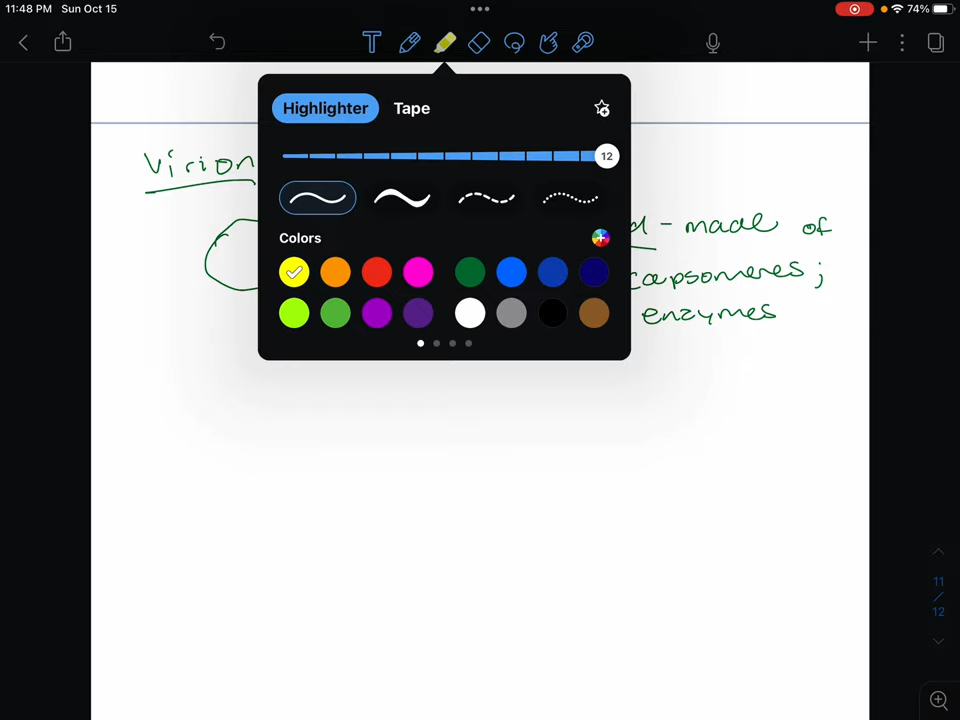 11:48 PM Sun Oct 15
74%
T
Highlighter Tape
12
Virion
Colors
d - made of
capsomeres;
enzymes
11
/
12